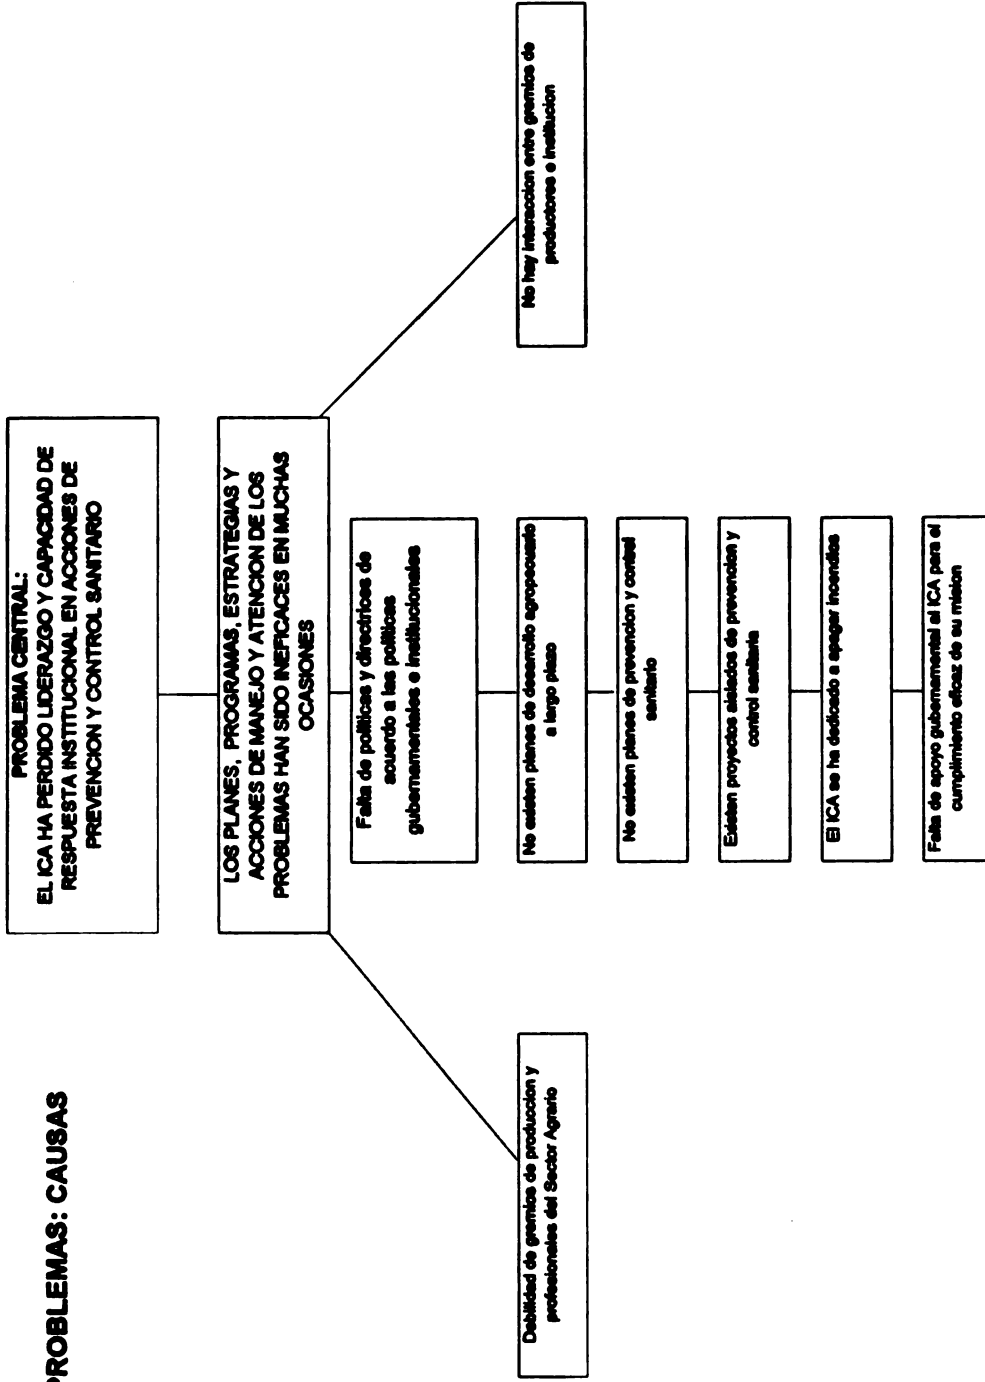 PROBLEMAS: CAUSAS
PROBLEMA CENTRAL:
EL ICA HA PERDIDO LIDERAZGO Y CAPACIDAD DE
RESPUESTA INSTITUCIONAL EN ACCIONES DE
PREVENCION Y CONTROL SANITARIO
LOS PLANES, PROGRAMAS, ESTRATEGIAS Y
ACCIONES DE MANEJO Y ATENCION DE LOS
PROBLEMAS HAN SIDO INEFICACES EN MUCHAS
OCASIONES
Debilidad de gremios de produccion y
profesionales del Sector Agrario
Falta de políticas y directrices de
acuerdo a las políticas
gubernamentales e institucionales
No existen planes de desarrollo agropecuario
a largo plazo
No existen planes de prevencion y control
sanitario
Existen proyectos aislados de prevencion y
control sanitario
El ICA se ha dedicado a apagar incendios
Falta de apoyo gubernamental al ICA para el
cumplimiento eficaz de su mision
No hay interaccion entre gremios de
productores e institucion